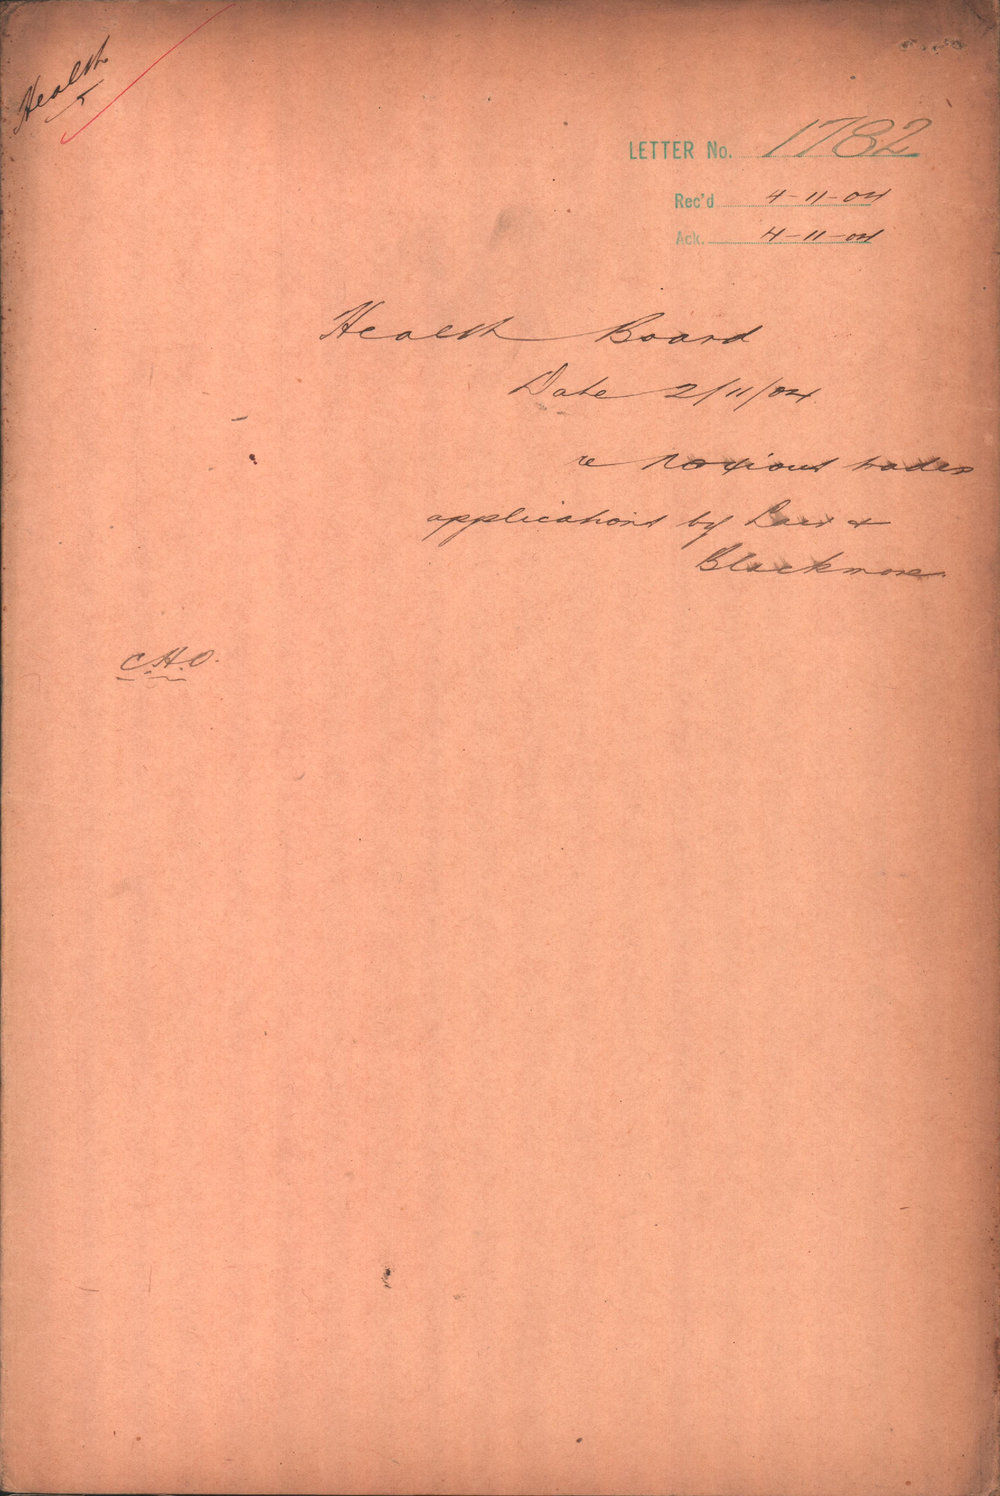 Health
LETTER No. 1782
Rec'd 4-11-04
Ack. 4-11-04
Health Board
Date 2/11/04
re noxious trades
applications by &
Blackmore.
C.H.O.